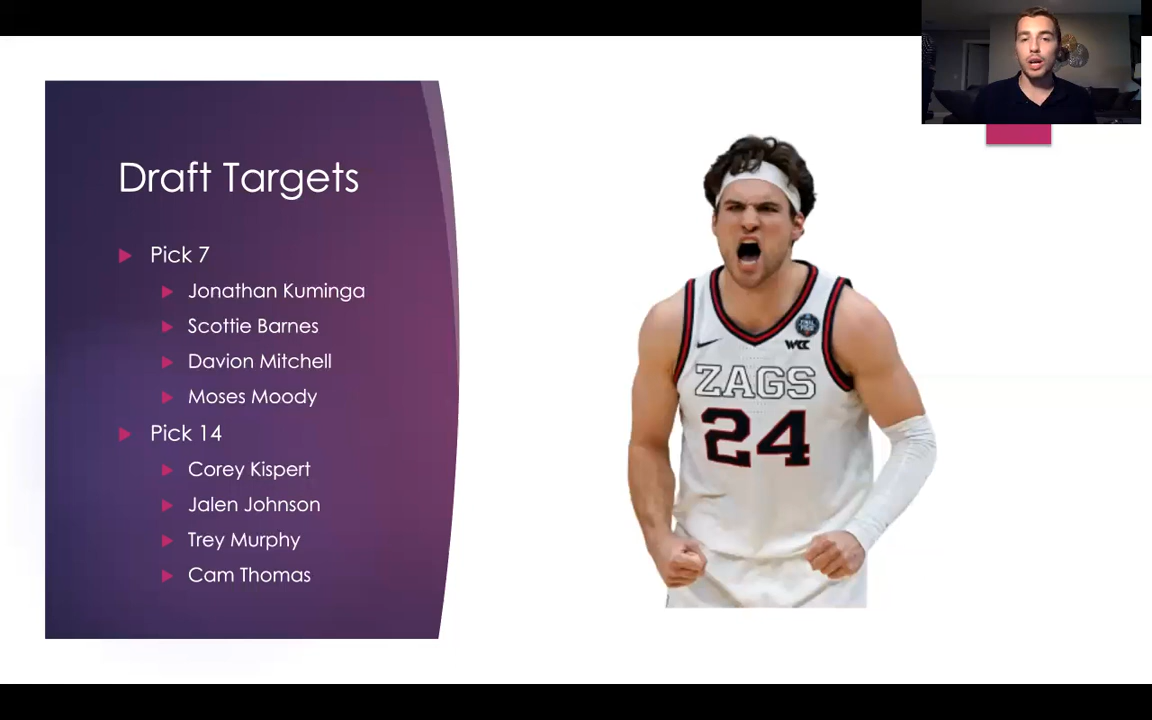 Draft Targets
Pick 7
Jonathan Kuminga
Scottie Barnes
Davion Mitchell
Moses Moody
Pick 14
Corey Kispert
Jalen Johnson
Trey Murphy
Cam Thomas
WCC
ZAGS
24